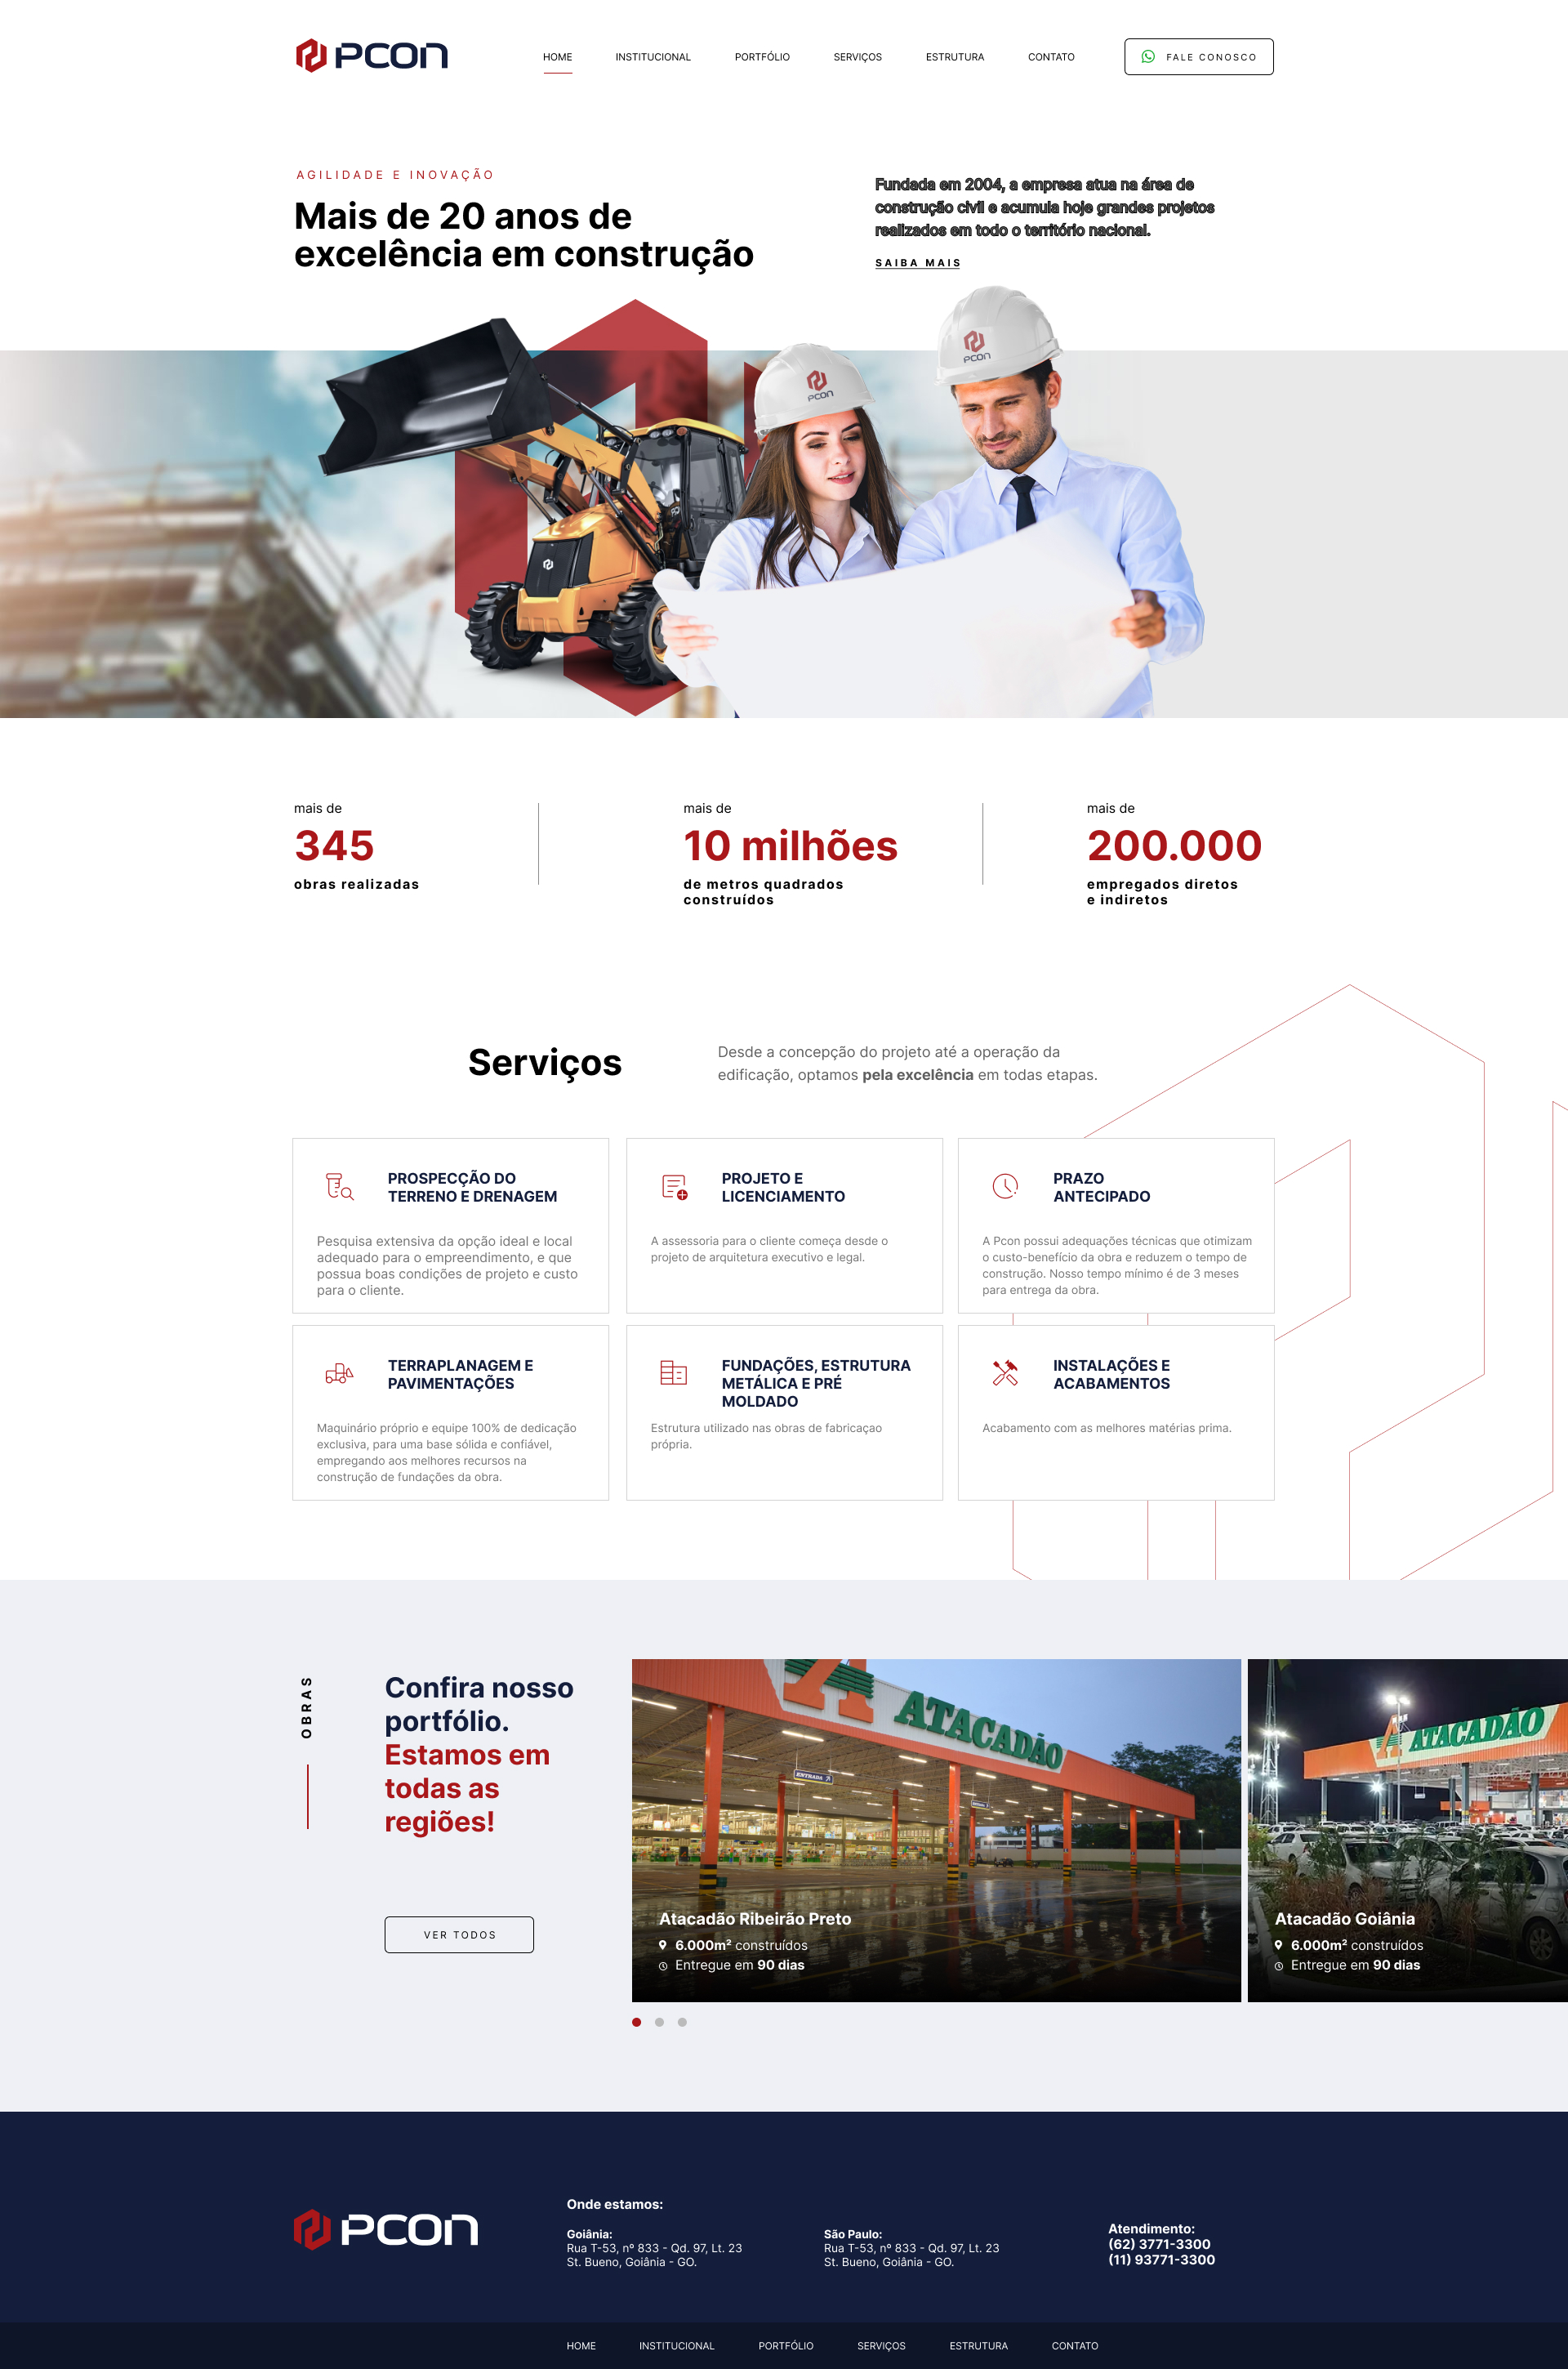 PCON
HOME
INSTITUCIONAL
PORTFÓLIO
SERVIÇOS
ESTRUTURA
CONTATO
FALE CONOSCO
AGILIDADE E INOVAÇÃO
Mais de 20 anos de
excelência em construção
Fundada em 2004, a empresa atua na área de
construção civil e acumula hoje grandes projetos
realizados em todo o território nacional.
SAIBA MAIS
PCON
PCON
mais de
345
obras realizadas
mais de
10 milhões
de metros quadrados
construídos
mais de
200.000
empregados diretos
e indiretos
Serviços
Desde a concepção do projeto até a operação da
edificação, optamos pela excelência em todas etapas.
PROSPECÇÃO DO
TERRENO E DRENAGEM
Pesquisa extensiva da opção ideal e local
adequado para o empreendimento, e que
possua boas condições de projeto e custo
para o cliente.
PROJETO E
LICENCIAMENTO
A assessoria para o cliente começa desde o
projeto de arquitetura executivo e legal.
PRAZO
ANTECIPADO
A Pcon possui adequações técnicas que otimizam
o custo-benefício da obra e reduzem o tempo de
construção. Nosso tempo mínimo é de 3 meses
para entrega da obra.
TERRAPLANAGEM E
PAVIMENTAÇÕES
Maquinário próprio e equipe 100% de dedicação
exclusiva, para uma base sólida e confiável,
empregando aos melhores recursos na
construção de fundações da obra.
FUNDAÇÕES, ESTRUTURA
METÁLICA E PRÉ
MOLDADO
Estrutura utilizado nas obras de fabricaçao
própria.
INSTALAÇÕES E
ACABAMENTOS
Acabamento com as melhores matérias prima.
OBRAS
Confira nosso
portfólio.
Estamos em
todas as
regiões!
VER TODOS
ATACADÃO
ENTRADA
Atacadão Ribeirão Preto
6.000m² construídos
Entregue em 90 dias
ATACADÃO
Atacadão Goiânia
6.000m² construídos
Entregue em 90 dias
PCON
Onde estamos:
Goiânia:
Rua T-53, nº 833 - Qd. 97, Lt. 23
St. Bueno, Goiânia - GO.
São Paulo:
Rua T-53, nº 833 - Qd. 97, Lt. 23
St. Bueno, Goiânia - GO.
Atendimento:
(62) 3771-3300
(11) 93771-3300
HOME
INSTITUCIONAL
PORTFÓLIO
SERVIÇOS
ESTRUTURA
CONTATO